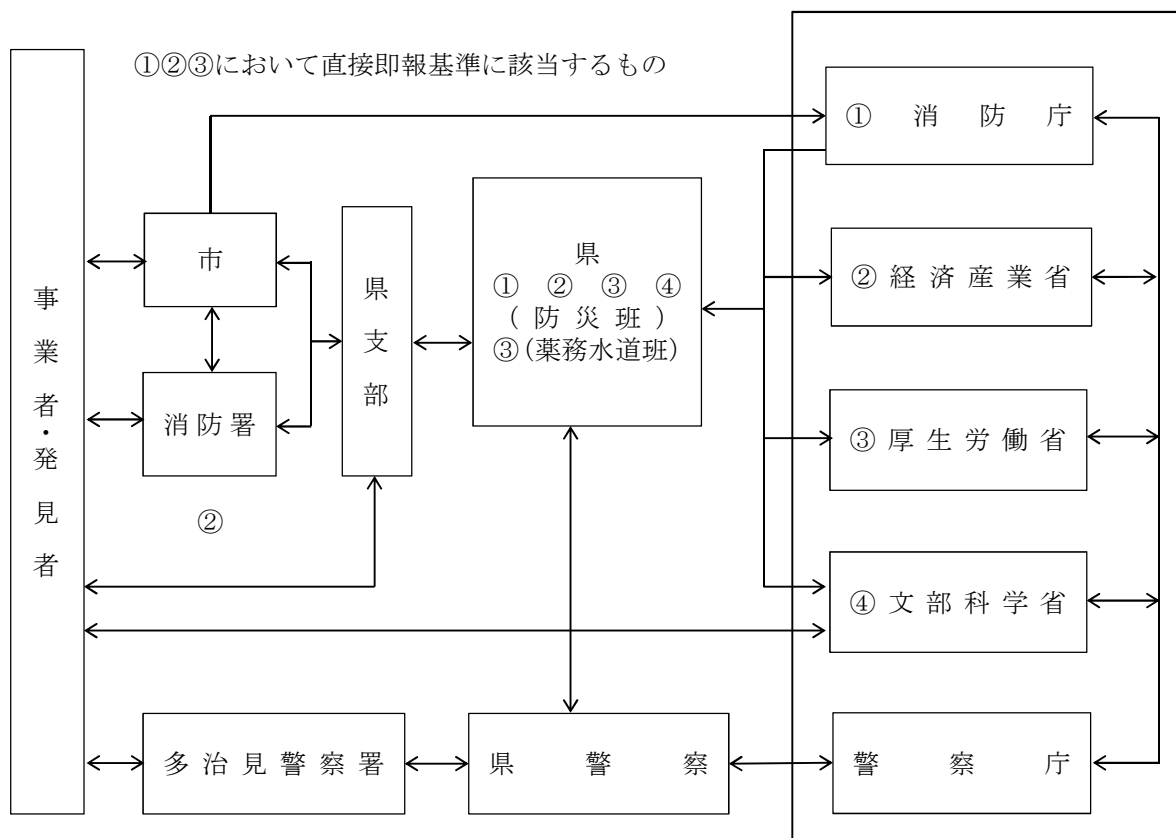 ①②③において直接即報基準に該当するもの
事業者・発見者
市
消防署
②
県支部
県
① ② ③ ④
(防災班)
③(薬務水道班)
① 消防庁
② 経済産業省
③ 厚生労働省
④ 文部科学省
多治見警察署
県警察
警察庁